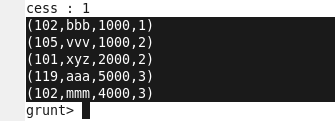 cess : 1
(102,bbb,1000,1)
(105,vvv,1000,2)
(101,xyz,2000,2)
(119,aaa,5000,3)
(102,mmm,4000,3)
grunt>